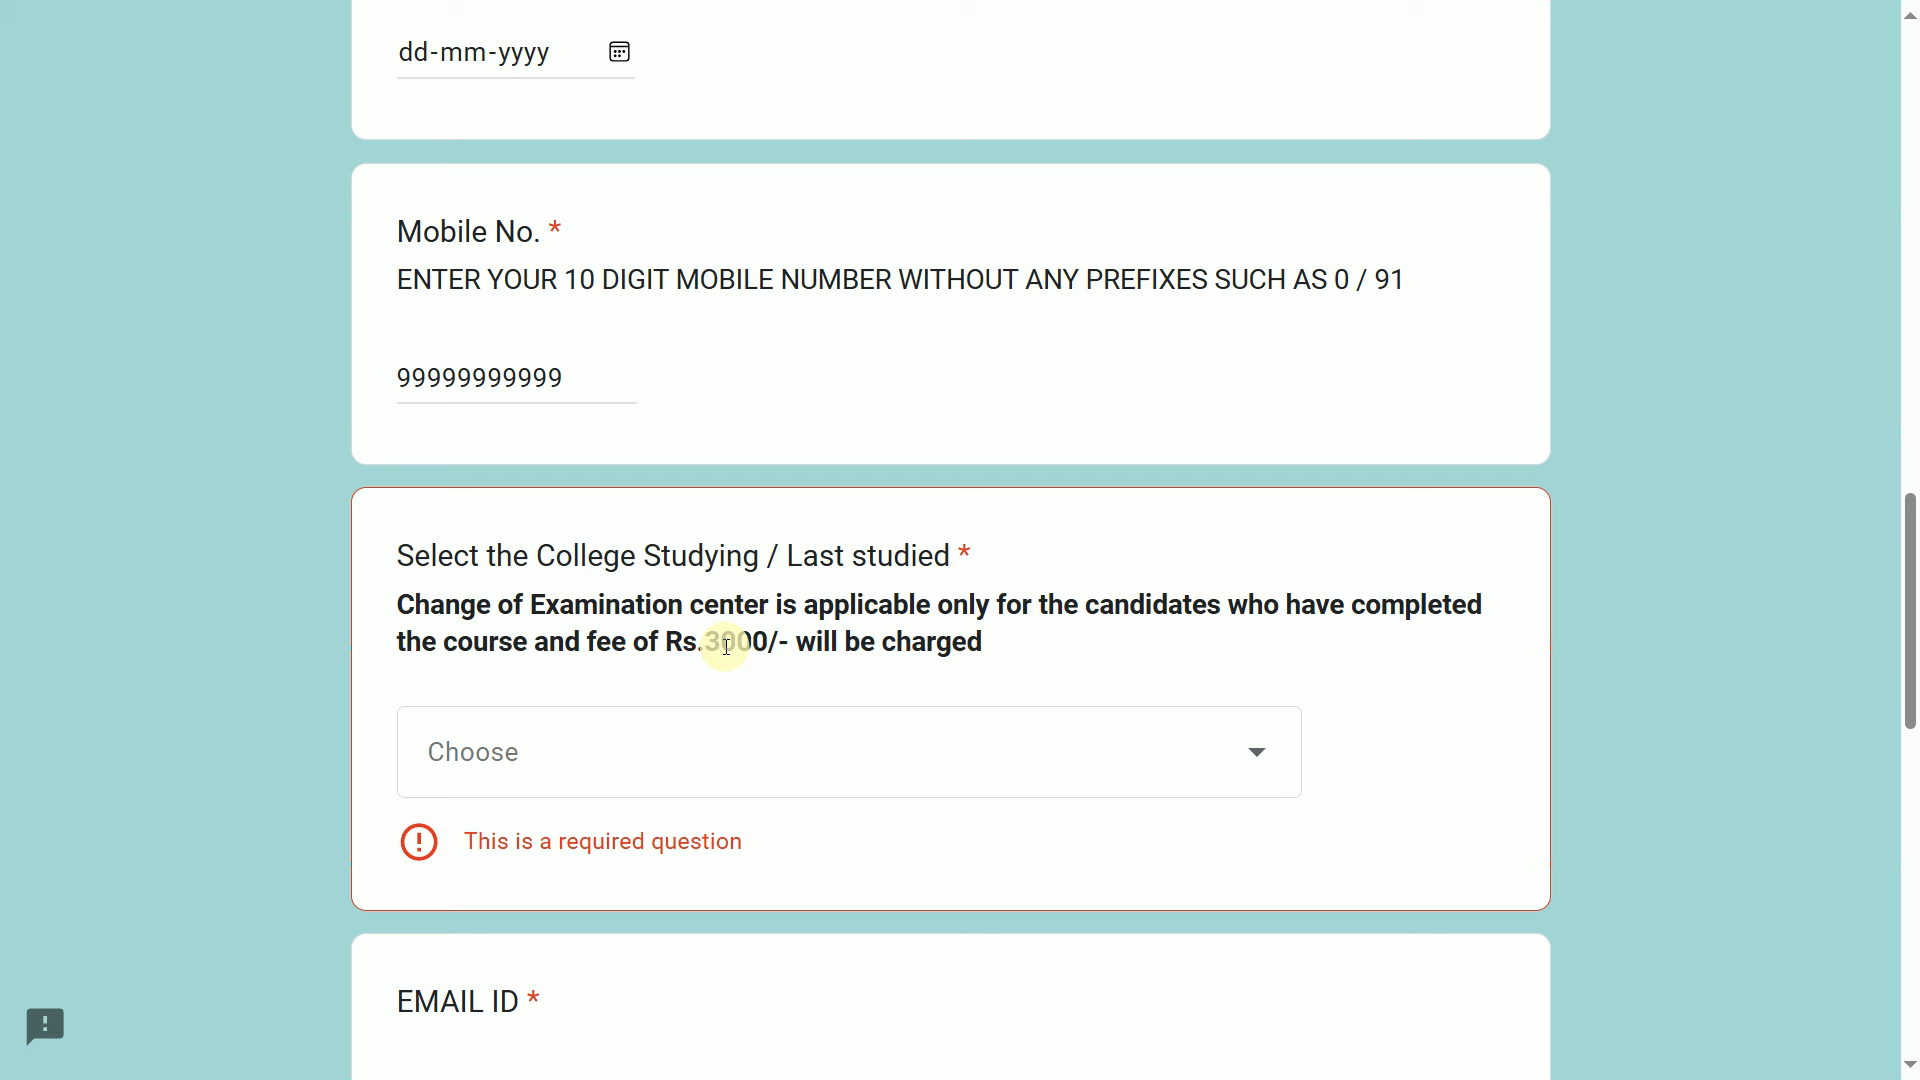 dd-mm-yyyy
Mobile No. *
ENTER YOUR 10 DIGIT MOBILE NUMBER WITHOUT ANY PREFIXES SUCH AS 0 / 91
99999999999
Select the College Studying / Last studied *
Change of Examination center is applicable only for the candidates who have completed
the course and fee of Rs.3000/- will be charged
Choose
This is a required question
EMAIL ID *